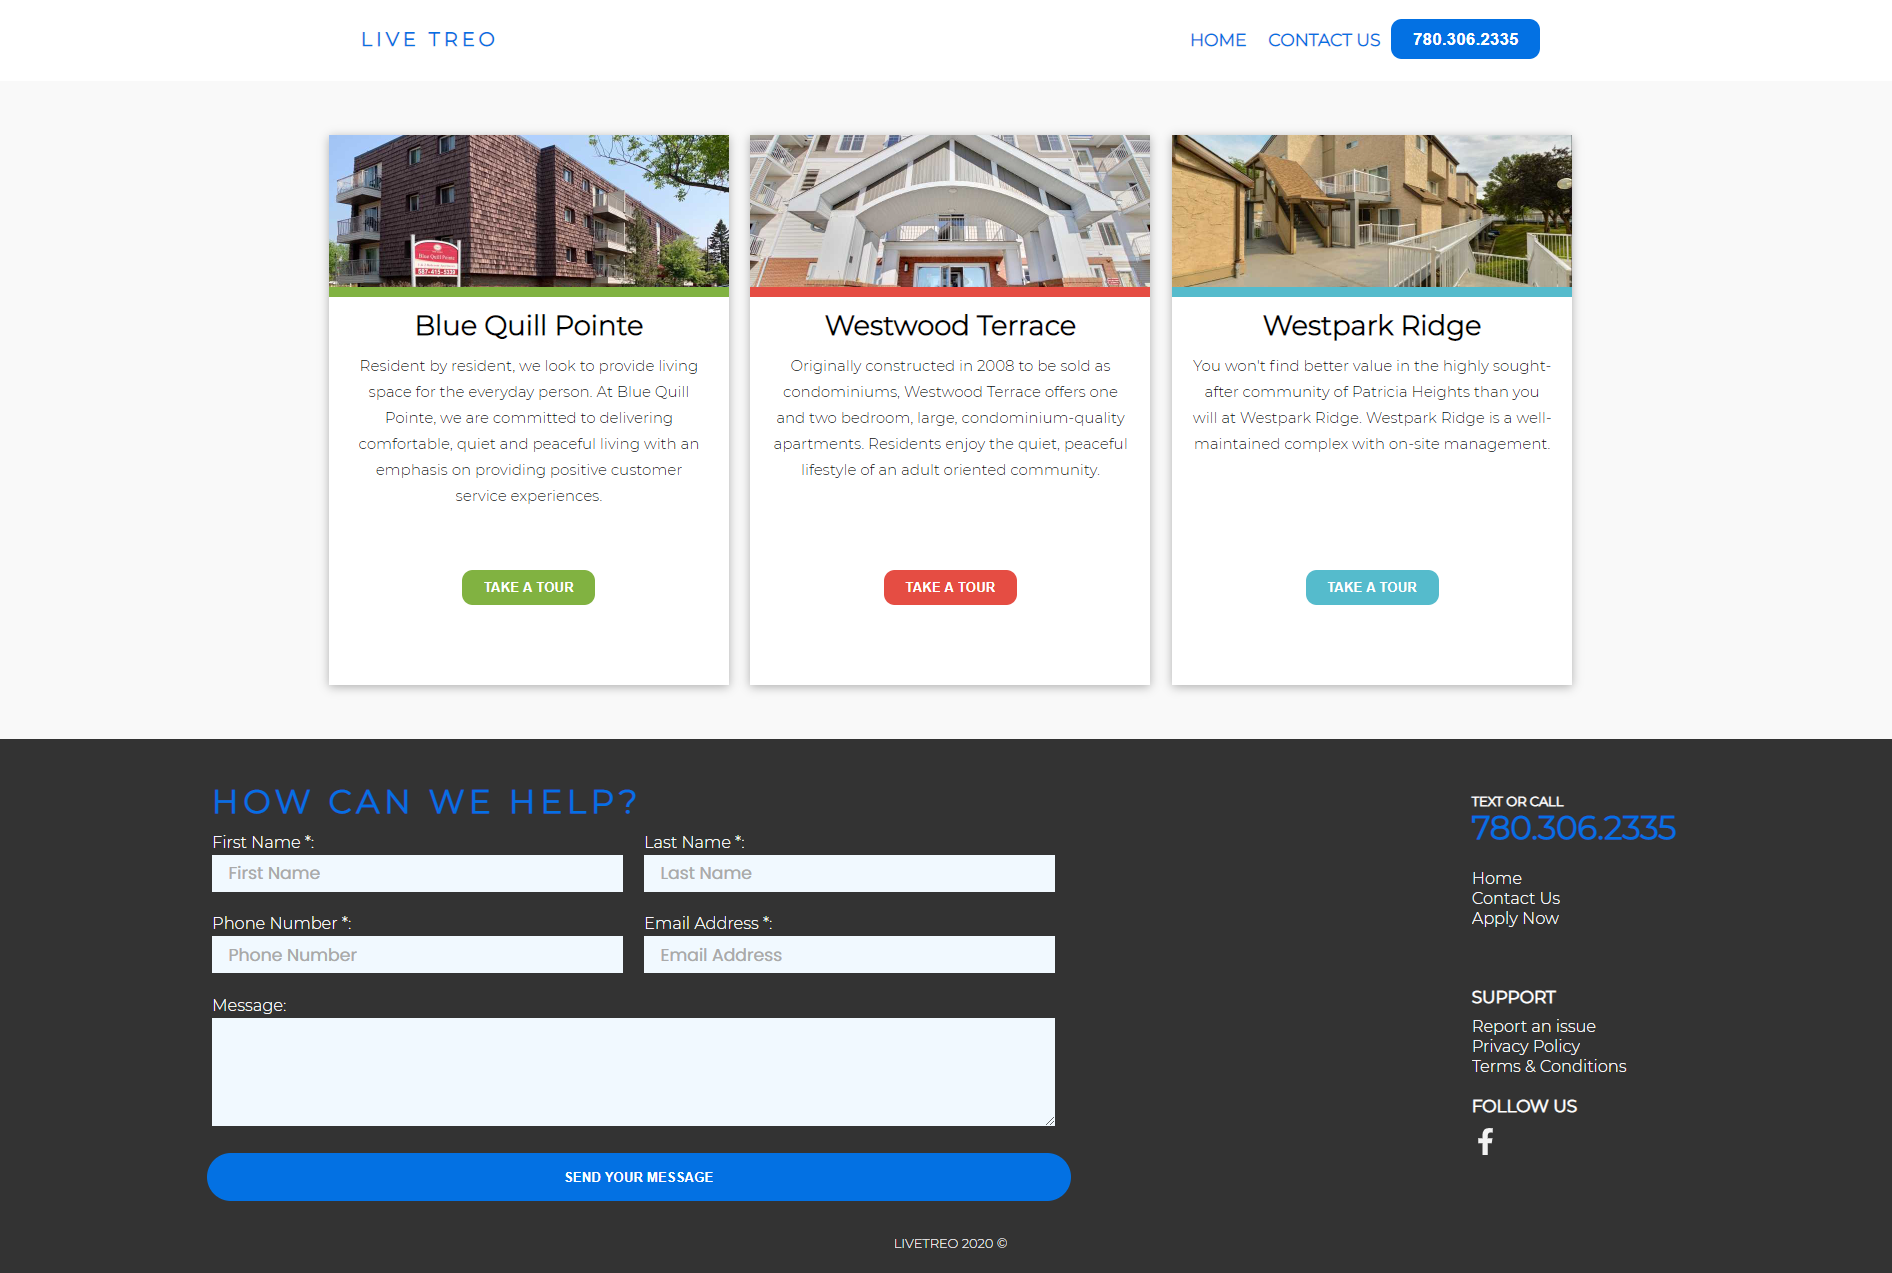 LIVE TREO
HOME CONTACT US 780.306.2335
Blue Quill Pointe
587-415-3330
Blue Quill Pointe
Resident by resident, we look to provide living
space for the everyday person. At Blue Quill
Pointe, we are committed to delivering
comfortable, quiet and peaceful living with an
emphasis on providing positive customer
service experiences.
TAKE A TOUR
Westwood Terrace
Originally constructed in 2008 to be sold as
condominiums, Westwood Terrace offers one
and two bedroom, large, condominium-quality
apartments. Residents enjoy the quiet, peaceful
lifestyle of an adult oriented community.
TAKE A TOUR
Westpark Ridge
You won't find better value in the highly sought-
after community of Patricia Heights than you
will at Westpark Ridge. Westpark Ridge is a well-
maintained complex with on-site management.
TAKE A TOUR
HOW CAN WE HELP?
First Name *:
First Name
Last Name *:
Last Name
Phone Number *:
Phone Number
Email Address *:
Email Address
Message:
SEND YOUR MESSAGE
TEXT OR CALL
780.306.2335
Home
Contact Us
Apply Now
SUPPORT
Report an issue
Privacy Policy
Terms & Conditions
FOLLOW US
LIVETREO 2020 ©